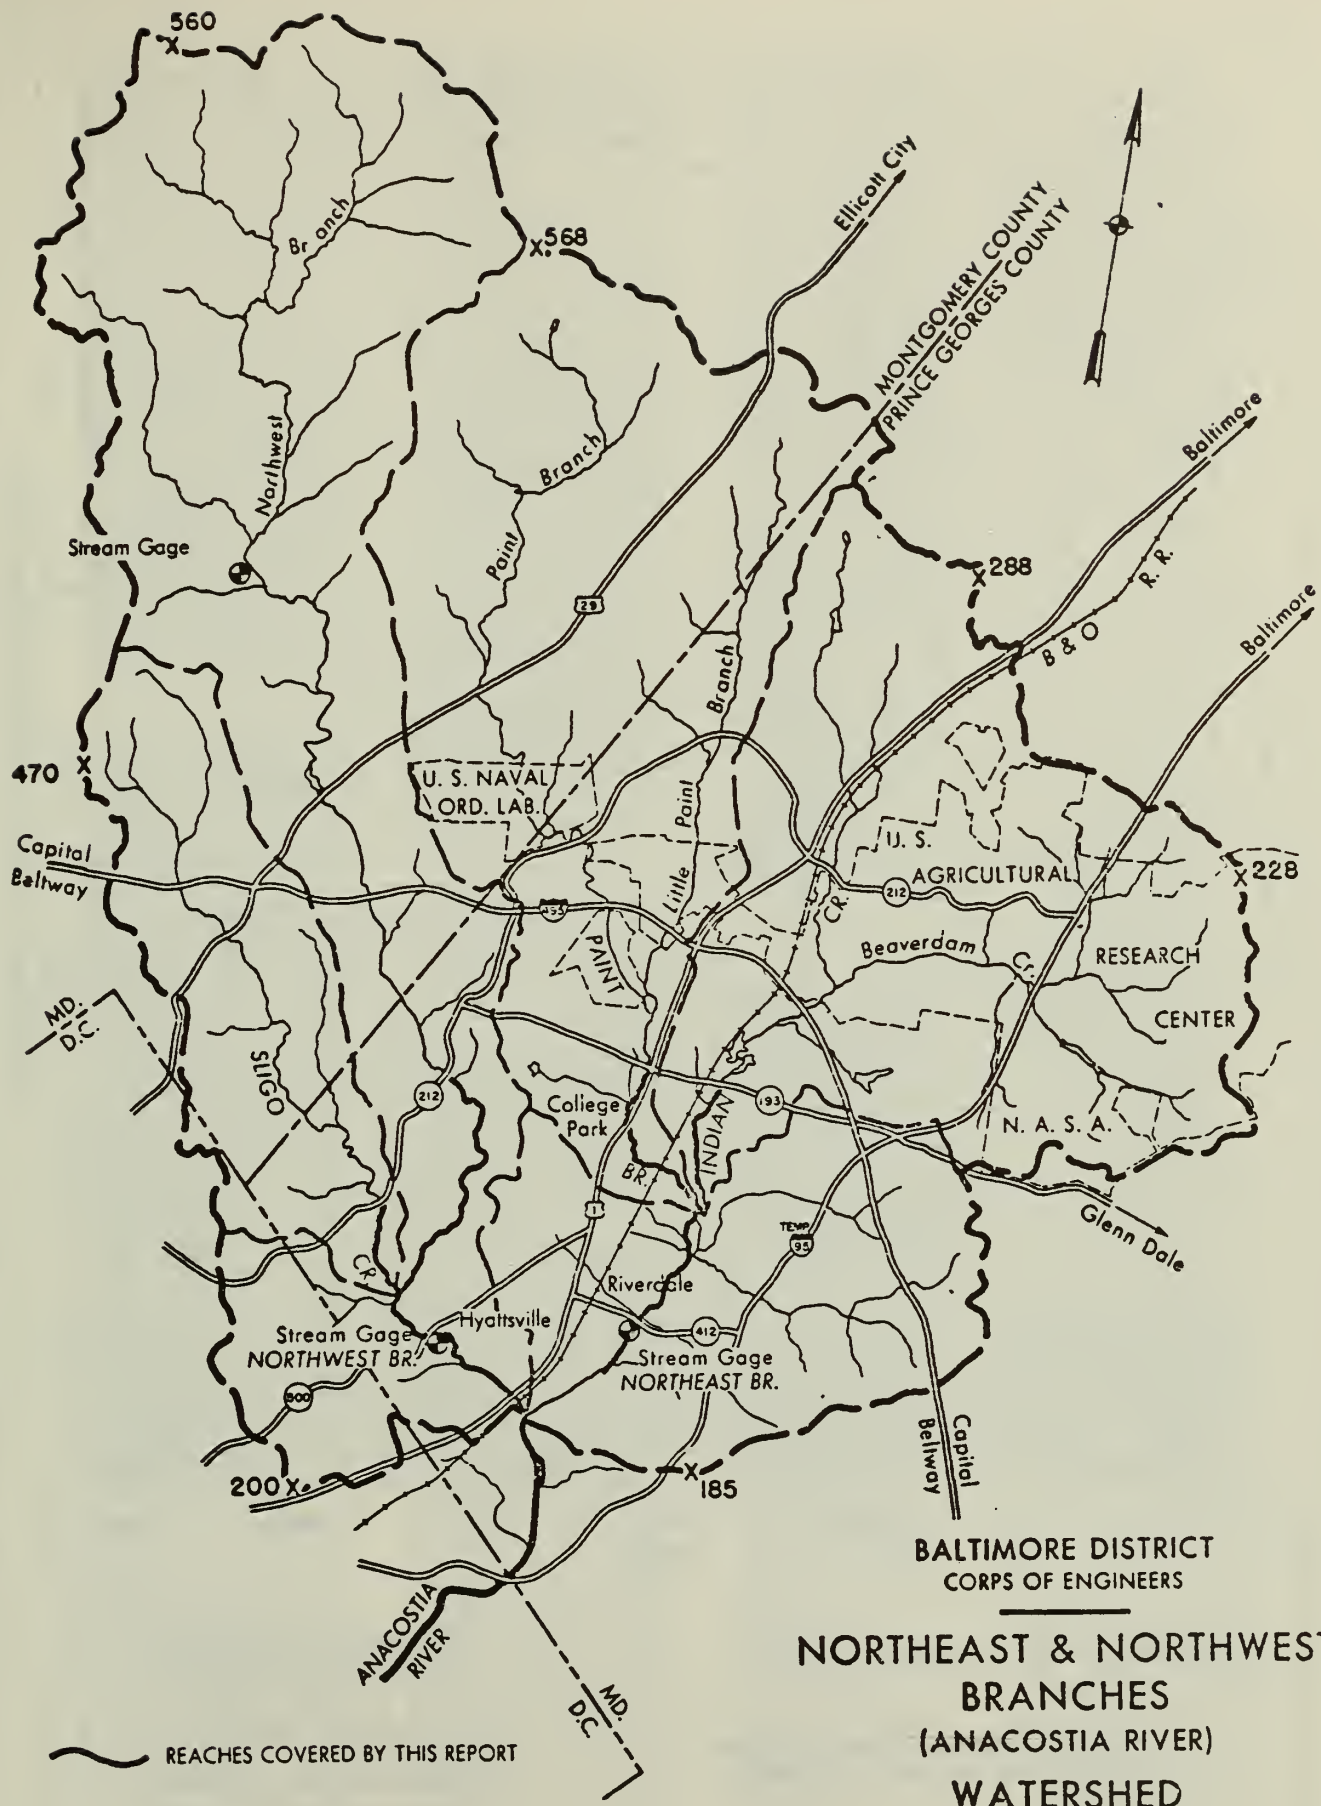 560
568
Ellicott City
MONTGOMERY COUNTY
PRINCE GEORGES COUNTY
Branch
Northwest
Stream Gage
Branch
Paint
29
Baltimore
288
R. R.
B & O
Baltimore
Branch
470
U. S. NAVAL
ORD. LAB.
Paint
Little
U. S.
AGRICULTURAL
212
228
Capital
Beltway
495
CR.
Beaverdam
Cr.
RESEARCH
CENTER
PAINT
MD.
D.C.
SLIGO
212
College
Park
193
INDIAN
N. A. S. A.
BR.
1
TEMP.
95
Glenn Dale
CR.
Riverdale
Hyattsville
412
Stream Gage
NORTHWEST BR.
Stream Gage
NORTHEAST BR.
500
200
185
Capital
Beltway
ANACOSTIA
RIVER
MD.
D.C.
BALTIMORE DISTRICT
CORPS OF ENGINEERS
NORTHEAST & NORTHWEST
BRANCHES
(ANACOSTIA RIVER)
WATERSHED
REACHES COVERED BY THIS REPORT